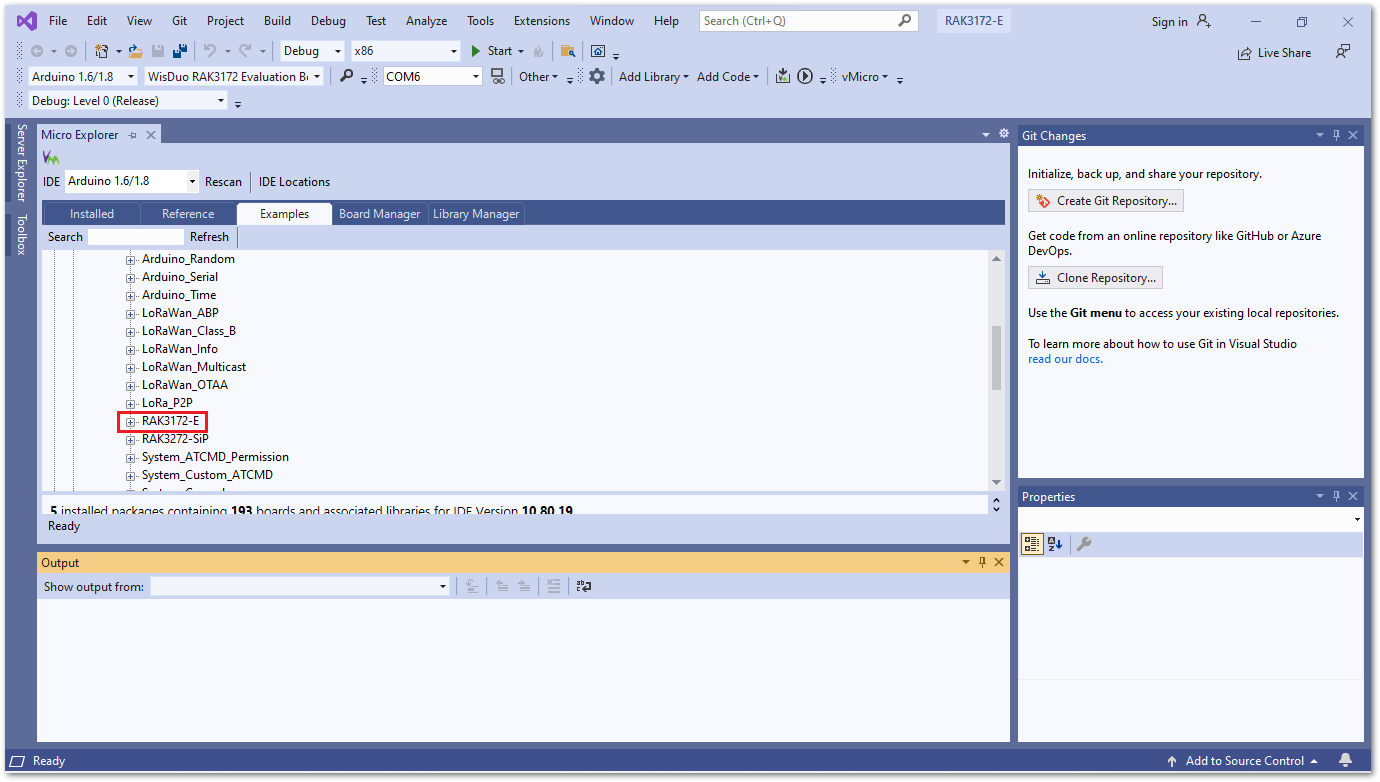 File Edit View Git Project Build Debug Test Analyze Tools Extensions Window Help Search (Ctrl+Q) RAK3172-E Sign in
Debug x86 Start Live Share
Arduino 1.6/1.8 WisDuo RAK3172 Evaluation Bo COM6 Other Add Library Add Code vMicro
Debug: Level 0 (Release)
Server Explorer
Toolbox
Micro Explorer
IDE Arduino 1.6/1.8 Rescan IDE Locations
Installed Reference Examples Board Manager Library Manager
Search Refresh
Arduino_Random
Arduino_Serial
Arduino_Time
LoRaWan_ABP
LoRaWan_Class_B
LoRaWan_Info
LoRaWan_Multicast
LoRaWan_OTAA
LoRa_P2P
RAK3172-E
RAK3272-SiP
System_ATCMD_Permission
System_Custom_ATCMD
5 installed packages containing 193 boards and associated libraries for IDE Version 10.80.19
Ready
Output
Show output from:
Git Changes
Initialize, back up, and share your repository.
Create Git Repository...
Get code from an online repository like GitHub or Azure
DevOps.
Clone Repository...
Use the Git menu to access your existing local repositories.
To learn more about how to use Git in Visual Studio
read our docs.
Properties
Ready Add to Source Control